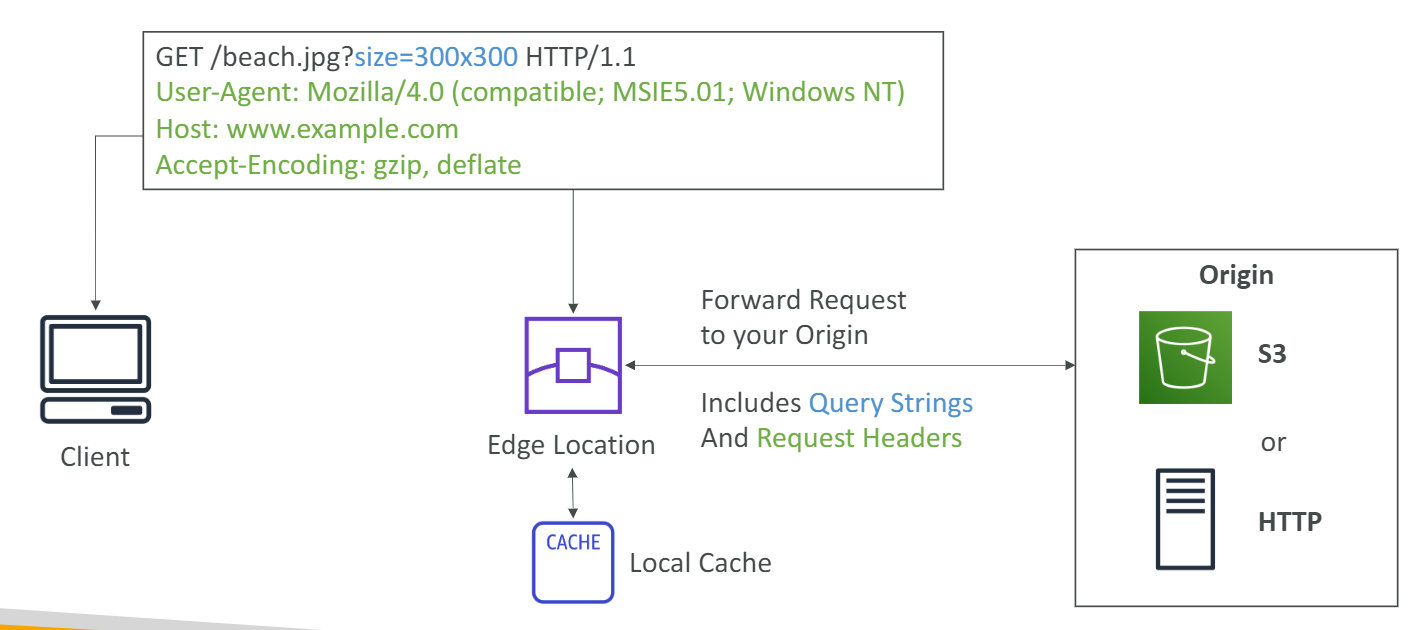 GET /beach.jpg?size=300x300 HTTP/1.1
User-Agent: Mozilla/4.0 (compatible; MSIE5.01; Windows NT)
Host: www.example.com
Accept-Encoding: gzip, deflate
Client
Edge Location
CACHE
Local Cache
Forward Request
to your Origin
Includes Query Strings
And Request Headers
Origin
S3
or
HTTP